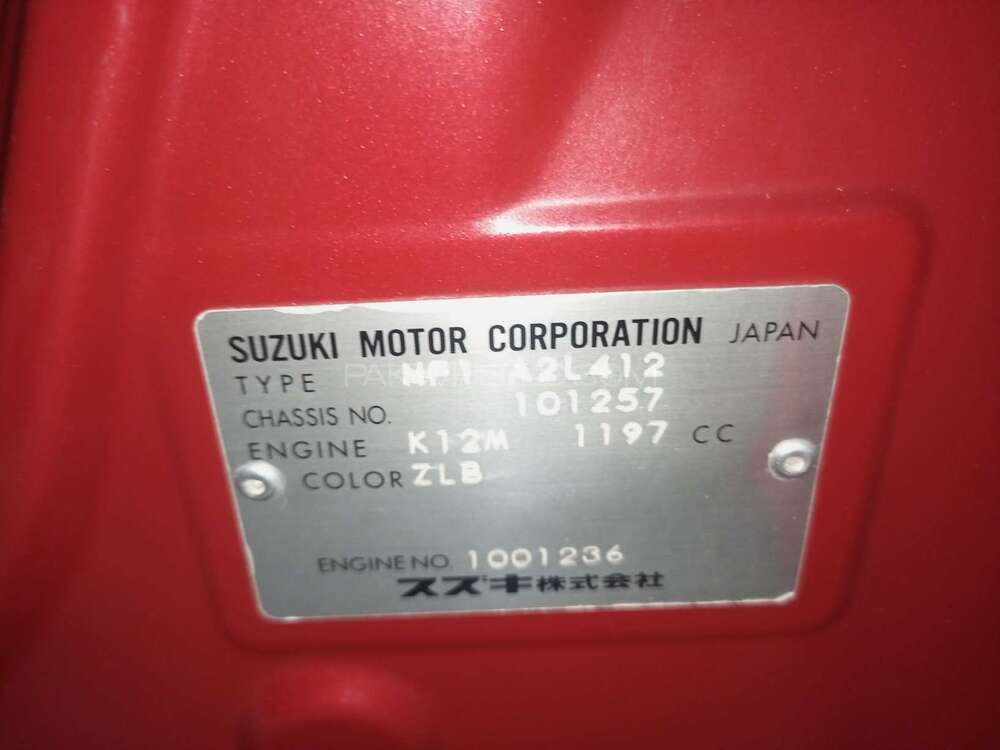 SUZUKI MOTOR CORPORATION JAPAN
TYPE A2L412
CHASSIS NO. 101257
ENGINE K12M 1197 CC
COLOR ZLB
ENGINE NO. 1001236
スズキ株式会社